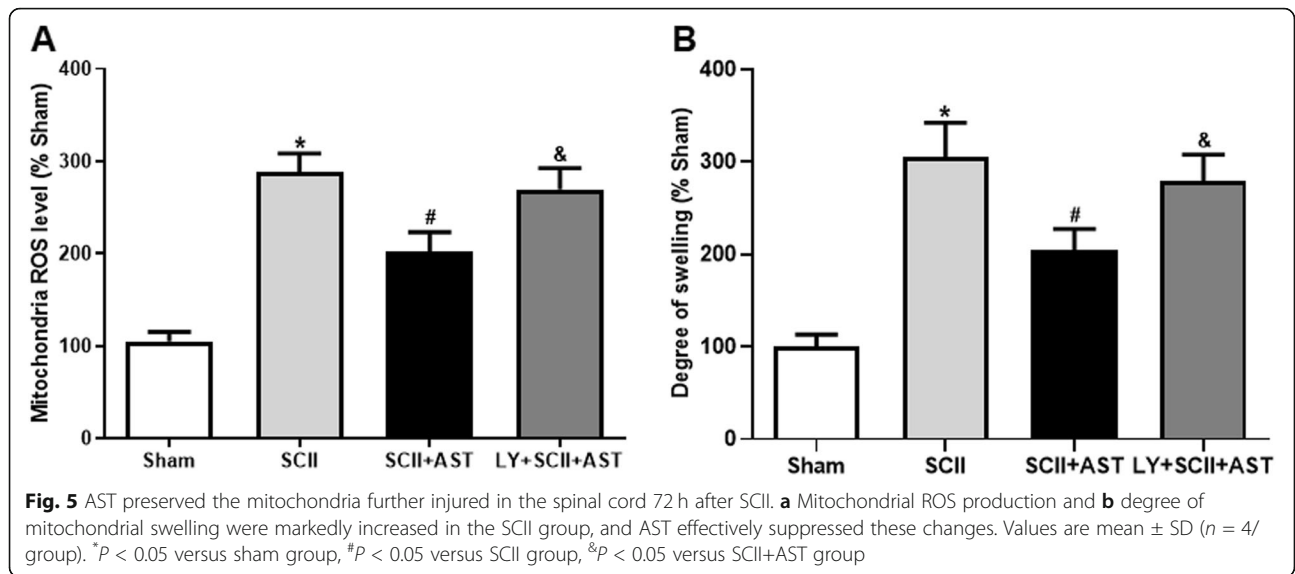 A
Mitochondria ROS level (% Sham)
400
300
200
100
0
*
#
&
Sham SCII SCII+AST LY+SCII+AST
B
Degree of swelling (% Sham)
400
300
200
100
0
*
#
&
Sham SCII SCII+AST LY+SCII+AST
Fig. 5 AST preserved the mitochondria further injured in the spinal cord 72 h after SCII. a Mitochondrial ROS production and b degree of
mitochondrial swelling were markedly increased in the SCII group, and AST effectively suppressed these changes. Values are mean ± SD (n = 4/
group). *P < 0.05 versus sham group, #P < 0.05 versus SCII group, &P < 0.05 versus SCII+AST group